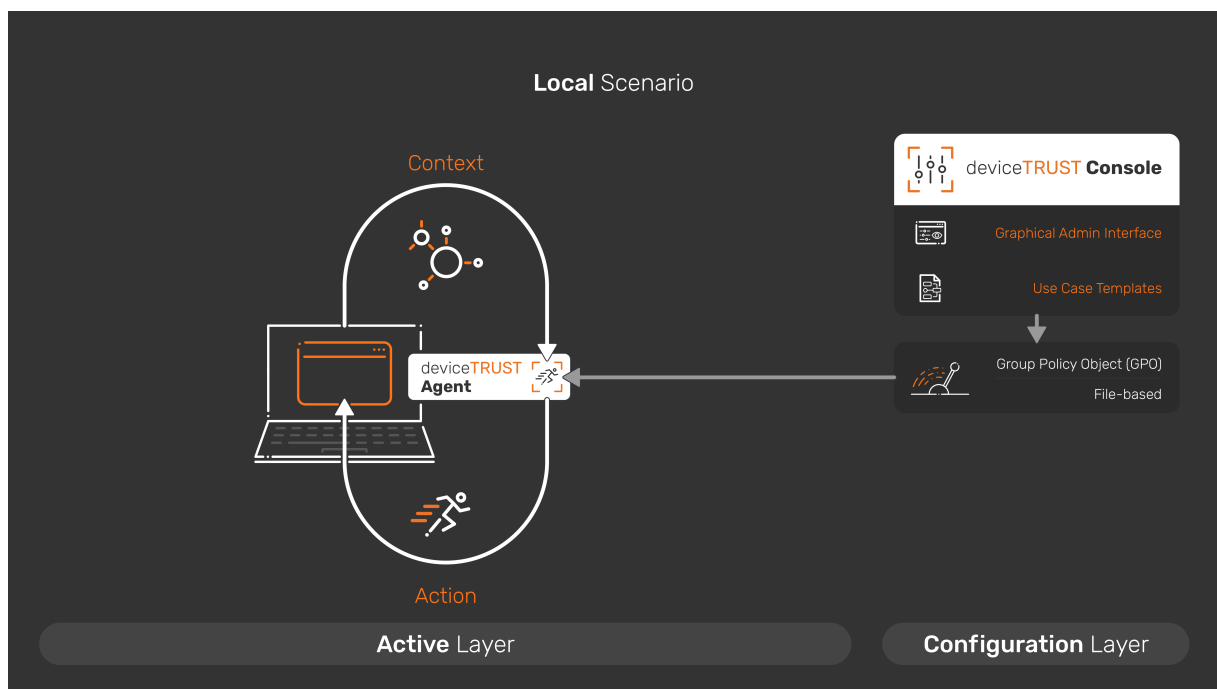 Local Scenario
Context
deviceTRUST
Agent
Action
Active Layer
deviceTRUST Console
Graphical Admin Interface
Use Case Templates
Group Policy Object (GPO)
File-based
Configuration Layer